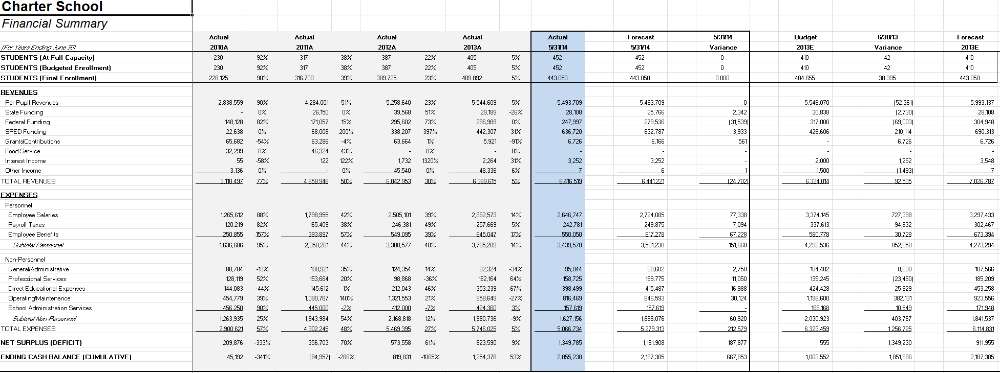 Charter School
Financial Summary
Actual Actual Actual Actual Actual Forecast 5/31/14 Budget 6/30/13 Forecast
(For Years Ending June 30) 2010A 2011A 2012A 2013A 5/31/14 5/31/14 Variance 2013E Variance 2013E
STUDENTS (At Full Capacity) 230 92% 317 38% 387 22% 405 5% 452 452 0 410 42 410
STUDENTS (Budgeted Enrollment) 230 92% 317 38% 387 22% 405 5% 452 452 0 410 42 410
STUDENTS (Final Enrollment) 228.125 90% 316.700 39% 389.725 23% 409.892 5% 443.050 443.050 0.000 404.655 38.395 443.050
REVENUES
Per Pupil Revenues 2,838,559 90% 4,284,001 51% 5,258,640 23% 5,544,609 5% 5,493,709 5,493,709 0 5,546,070 (52,361) 5,993,137
State Funding - 0% 26,150 0% 39,568 51% 29,189 -26% 28,108 25,766 2,342 30,838 (2,730) 28,108
Federal Funding 148,128 82% 171,057 15% 295,602 73% 296,989 0% 247,997 279,536 (31,539) 317,000 (69,003) 304,948
SPED Funding 22,638 0% 68,008 200% 338,207 397% 442,307 31% 636,720 632,787 3,933 426,606 210,114 690,313
Grants/Contributions 65,682 -54% 63,286 -4% 63,664 1% 5,921 -91% 6,726 6,166 561 - 6,726 6,726
Food Service 32,299 0% 46,324 43% - 0% - 0% - - - - - -
Interest Income 55 -58% 122 122% 1,732 1320% 2,264 31% 3,252 3,252 - 2,000 1,252 3,548
Other Income 3,136 0% - 0% 45,540 0% 48,336 6% 7 6 1 1,500 (1,493) 7
TOTAL REVENUES 3,110,497 77% 4,658,948 50% 6,042,953 30% 6,369,615 5% 6,416,519 6,441,221 (24,702) 6,324,014 92,505 7,026,787
EXPENSES
Personnel
Employee Salaries 1,265,612 88% 1,798,955 42% 2,505,101 39% 2,862,573 14% 2,646,747 2,724,085 77,338 3,374,145 727,398 3,297,433
Payroll Taxes 120,219 82% 165,409 38% 246,381 49% 257,669 5% 242,781 249,875 7,094 337,613 94,832 302,467
Employee Benefits 250,855 157% 393,897 57% 549,095 39% 645,047 17% 550,050 617,278 67,228 580,778 30,728 673,394
Subtotal Personnel 1,636,686 95% 2,358,261 44% 3,300,577 40% 3,765,289 14% 3,439,578 3,591,238 151,660 4,292,536 852,958 4,273,294
Non-Personnel
General/Administrative 80,704 -19% 108,921 35% 124,354 14% 82,324 -34% 95,844 98,602 2,758 104,482 8,638 107,566
Professional Services 128,119 52% 153,664 20% 98,868 -36% 162,164 64% 158,725 169,775 11,050 135,245 (23,480) 185,209
Direct Educational Expenses 144,083 -44% 145,612 1% 212,043 46% 353,239 67% 398,499 415,487 16,988 424,428 25,929 453,258
Operating/Maintenance 454,779 39% 1,090,787 140% 1,321,553 21% 958,649 -27% 816,469 846,593 30,124 1,198,600 382,131 923,556
School Administration Services 456,250 90% 445,000 -2% 412,000 -7% 424,360 3% 157,619 157,619 - 168,168 10,549 171,948
Subtotal Non-Personnel 1,263,935 25% 1,943,984 54% 2,168,818 12% 1,980,736 -9% 1,627,156 1,688,076 60,920 2,030,923 403,767 1,841,537
TOTAL EXPENSES 2,900,621 57% 4,302,245 48% 5,469,395 27% 5,746,025 5% 5,066,734 5,279,313 212,579 6,323,459 1,256,725 6,114,831
NET SURPLUS (DEFICIT) 209,876 -333% 356,703 70% 573,558 61% 623,590 9% 1,349,785 1,161,908 187,877 555 1,349,230 911,955
ENDING CASH BALANCE (CUMULATIVE) 45,192 -341% (84,957) -288% 819,831 -1065% 1,254,378 53% 2,855,238 2,187,385 667,853 1,003,552 1,851,686 2,187,385